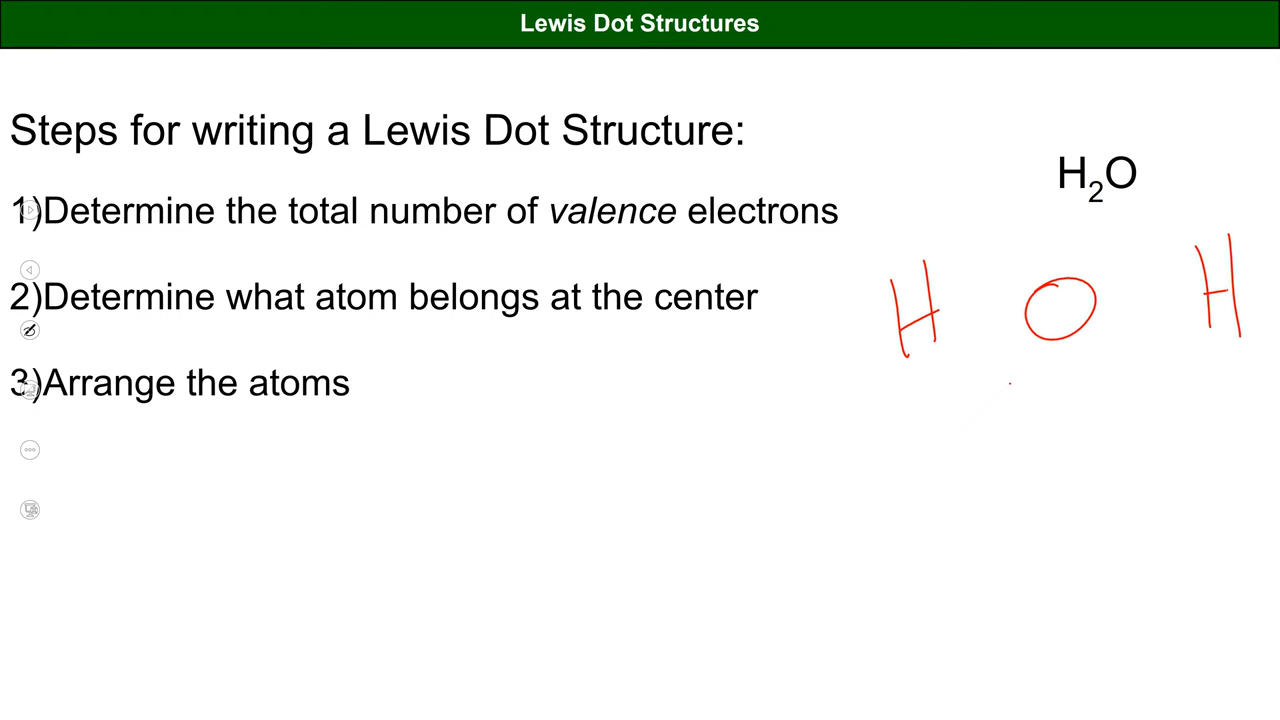 Lewis Dot Structures
Steps for writing a Lewis Dot Structure:
H₂O
1)Determine the total number of valence electrons
2)Determine what atom belongs at the center
H O H
3)Arrange the atoms